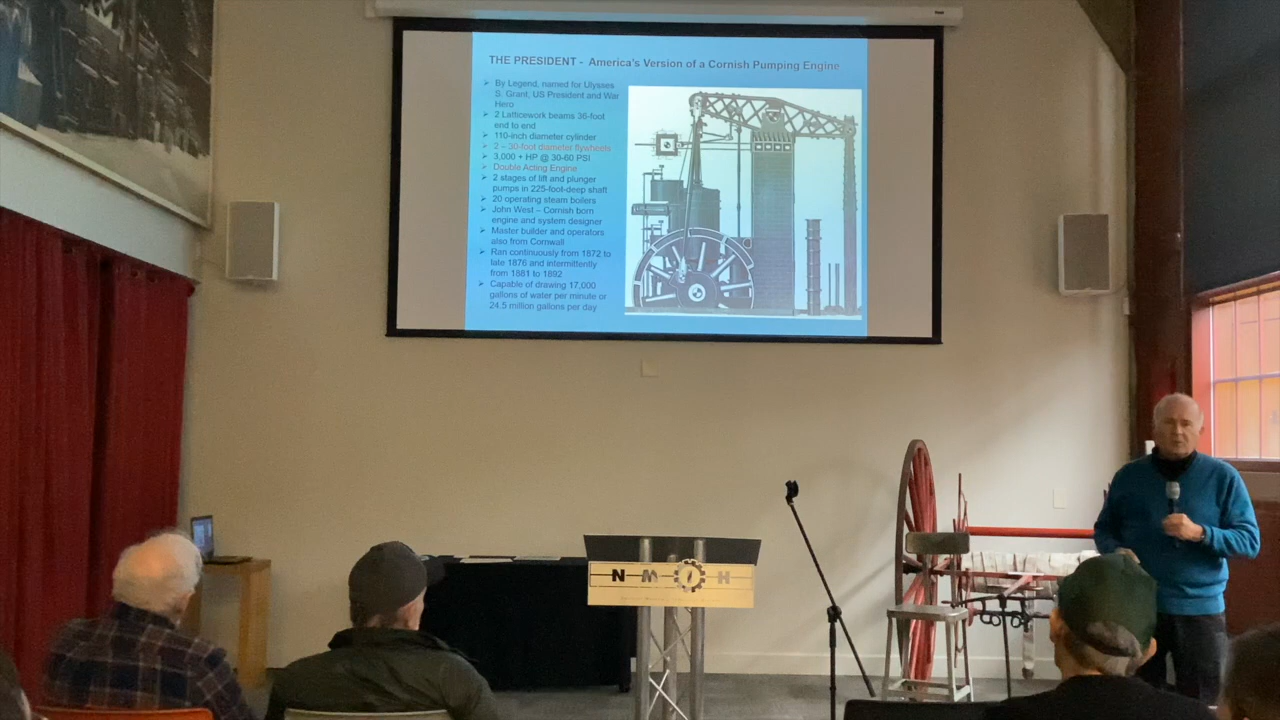 THE PRESIDENT - America's Version of a Cornish Pumping Engine
➢ By Legend, named for Ulysses
S. Grant, US President and War
Hero
➢ 2 Latticework beams 36-foot
end to end
➢ 110-inch diameter cylinder
➢ 2 – 30-foot diameter flywheels
➢ 3,000 + HP @ 30-60 PSI
➢ Double Acting Engine
➢ 2 stages of lift and plunger
pumps in 225-foot-deep shaft
➢ 20 operating steam boilers
➢ John West – Cornish born
engine and system designer
➢ Master builder and operators
also from Cornwall
➢ Ran continuously from 1872 to
late 1876 and intermittently
from 1881 to 1892
➢ Capable of drawing 17,000
gallons of water per minute or
24.5 million gallons per day
NMIH